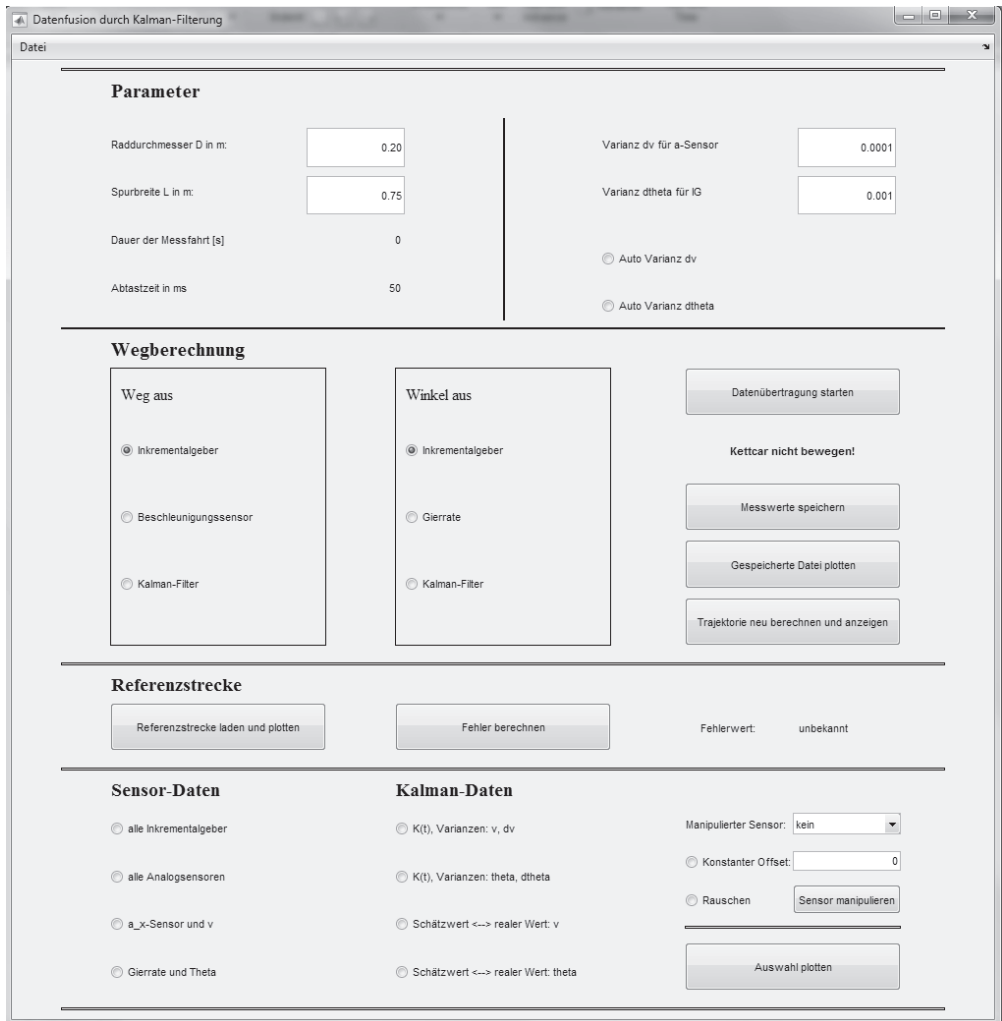 Datenfusion durch Kalman-Filterung
Datei
Parameter
Raddurchmesser D in m: 0.20
Spurbreite L in m: 0.75
Dauer der Messfahrt [s] 0
Abtastzeit in ms 50
Varianz dv für a-Sensor 0.0001
Varianz dtheta für IG 0.001
Auto Varianz dv
Auto Varianz dtheta
Wegberechnung
Weg aus
Inkrementalgeber
Beschleunigungssensor
Kalman-Filter
Winkel aus
Inkrementalgeber
Gierrate
Kalman-Filter
Datenübertragung starten
Kettcar nicht bewegen!
Messwerte speichern
Gespeicherte Datei plotten
Trajektorie neu berechnen und anzeigen
Referenzstrecke
Referenzstrecke laden und plotten
Fehler berechnen
Fehlerwert: unbekannt
Sensor-Daten
alle Inkrementalgeber
alle Analogsensoren
a_x-Sensor und v
Gierrate und Theta
Kalman-Daten
K(t), Varianzen: v, dv
K(t), Varianzen: theta, dtheta
Schätzwert <--> realer Wert: v
Schätzwert <--> realer Wert: theta
Manipulierter Sensor: kein
Konstanter Offset: 0
Rauschen Sensor manipulieren
Auswahl plotten